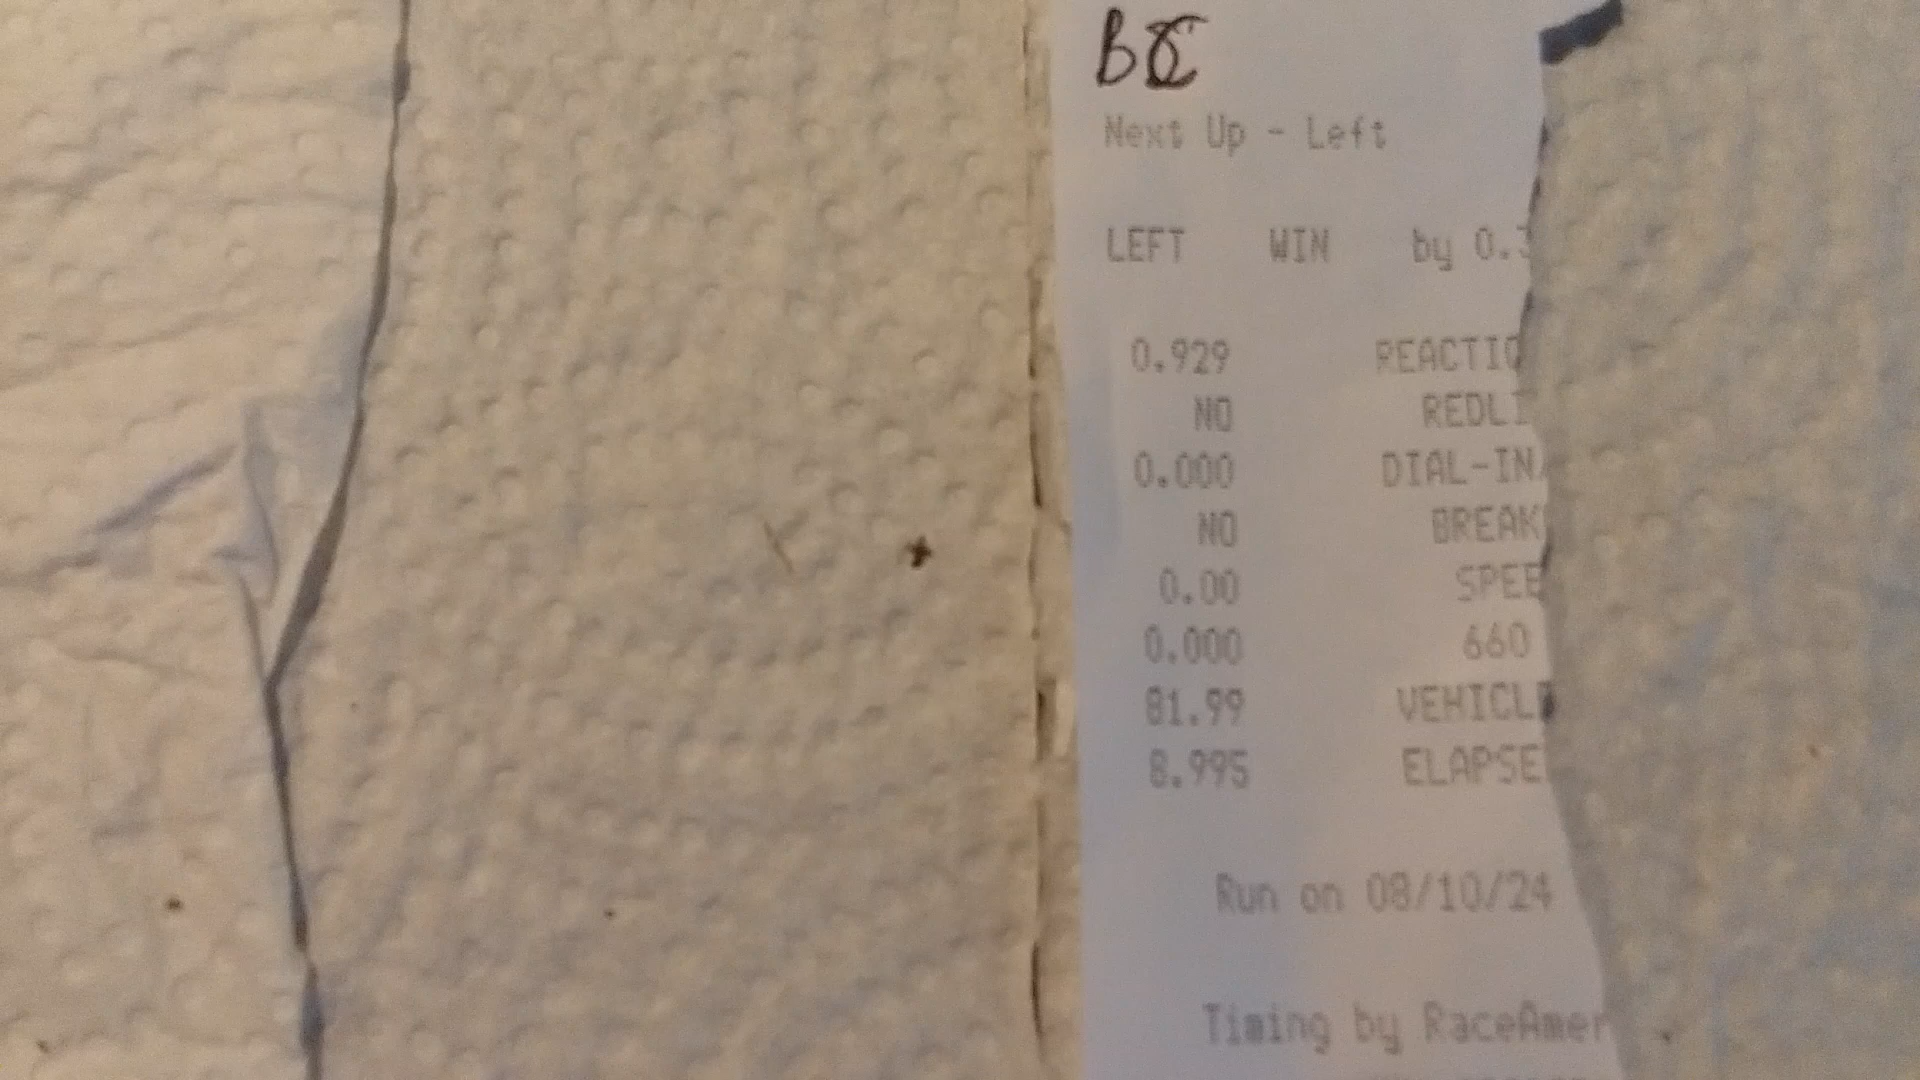 Next Up - Left
LEFT WIN by 0.3
0.929 REACTIO
NO REDLI
0.000 DIAL-IN
NO BREAK
0.00 SPEE
0.000 660
81.99 VEHICLE
8.995 ELAPSE
Run on 08/10/24
Timing by RaceAmer